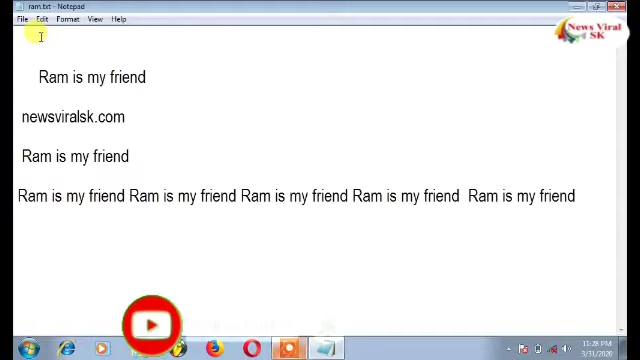 ram.txt - Notepad
File Edit Format View Help
News Viral
SK
Ram is my friend
newsviralsk.com
Ram is my friend
Ram is my friend Ram is my friend Ram is my friend Ram is my friend Ram is my friend
11:28 PM
3/31/2020